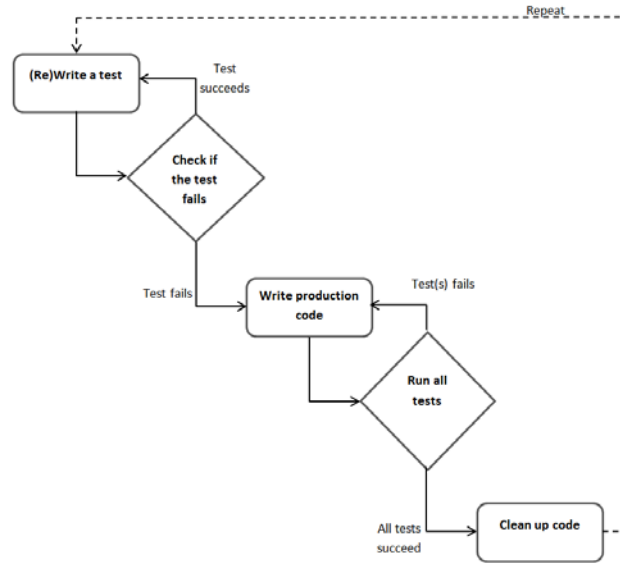 Repeat
(Re)Write a test
Test
succeeds
Check if
the test
fails
Test fails
Write production
code
Test(s) fails
Run all
tests
All tests
succeed
Clean up code